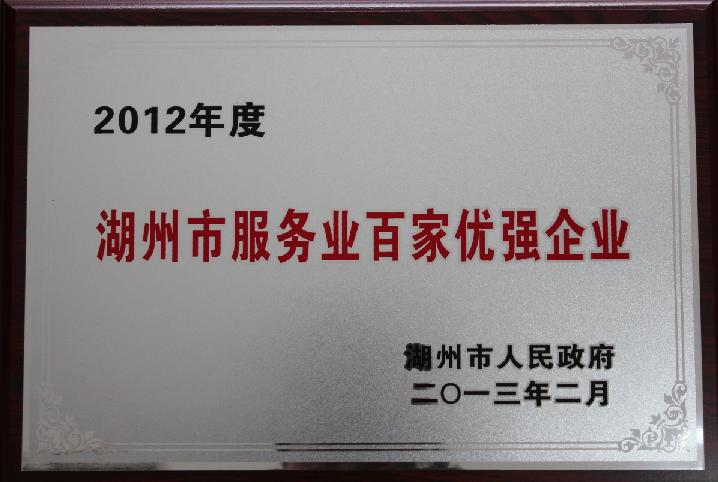 2012年度
湖州市服务业百家优强企业
湖州市人民政府
二〇一三年二月